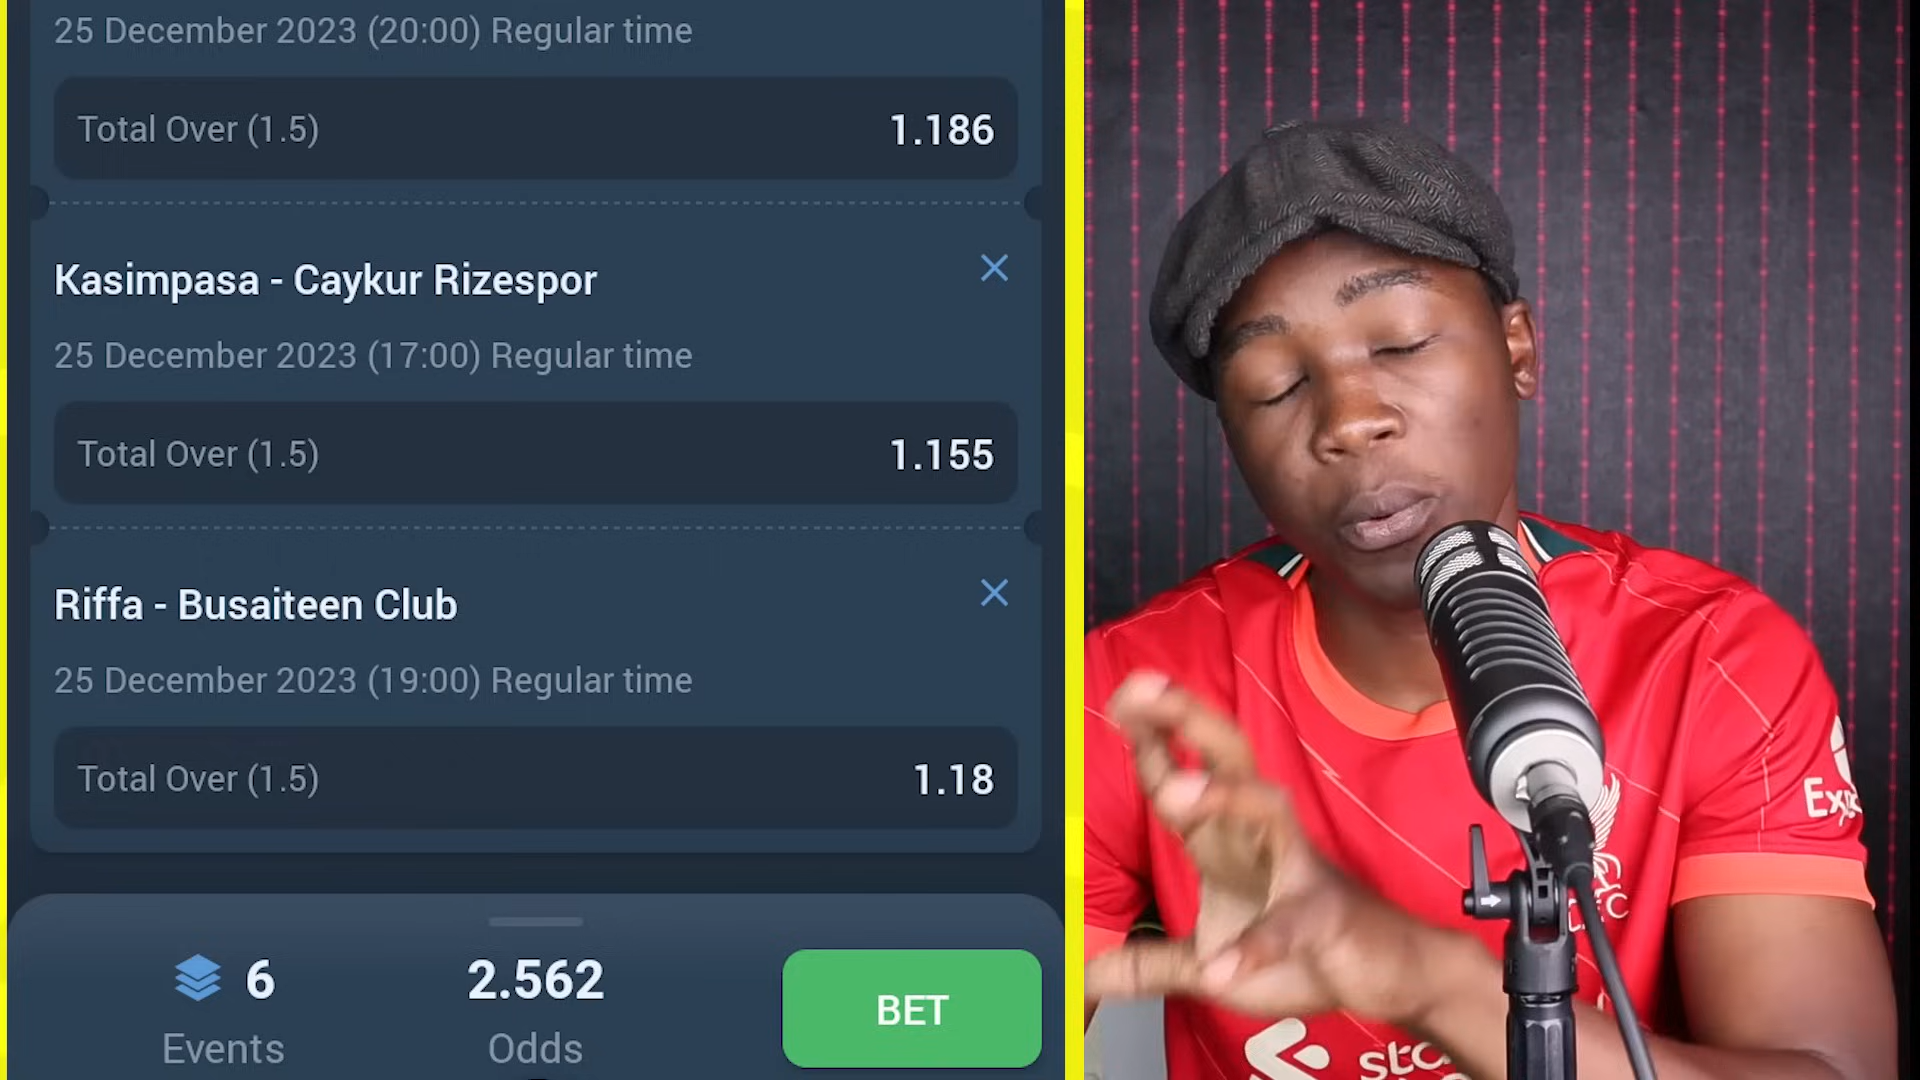 25 December 2023 (20:00) Regular time
Total Over (1.5) 1.186
Kasimpasa - Caykur Rizespor
25 December 2023 (17:00) Regular time
Total Over (1.5) 1.155
Riffa - Busaiteen Club
25 December 2023 (19:00) Regular time
Total Over (1.5) 1.18
6
Events
2.562
Odds
BET